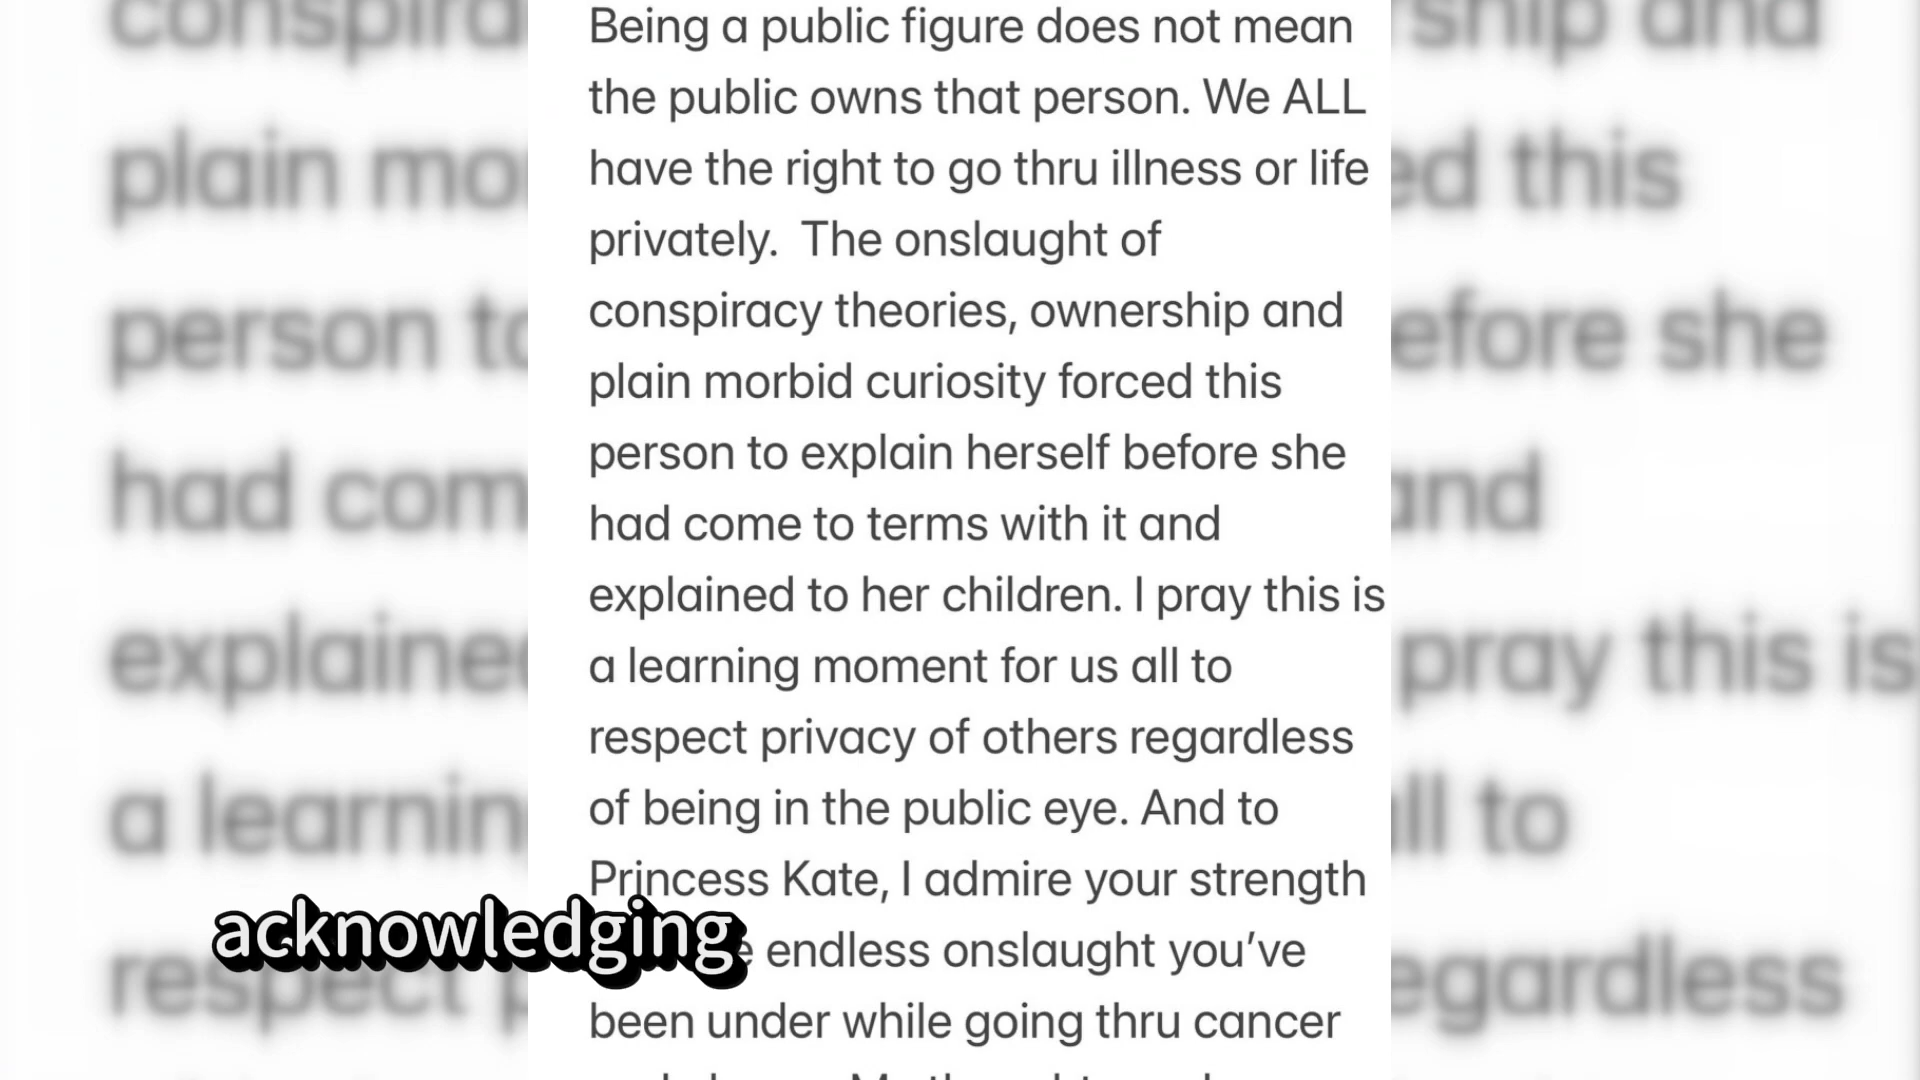 Being a public figure does not mean
the public owns that person. We ALL
have the right to go thru illness or life
privately.  The onslaught of
conspiracy theories, ownership and
plain morbid curiosity forced this
person to explain herself before she
had come to terms with it and
explained to her children. I pray this is
a learning moment for us all to
respect privacy of others regardless
of being in the public eye. And to
Princess Kate, I admire your strength
acknowledging
endless onslaught you’ve
been under while going thru cancer